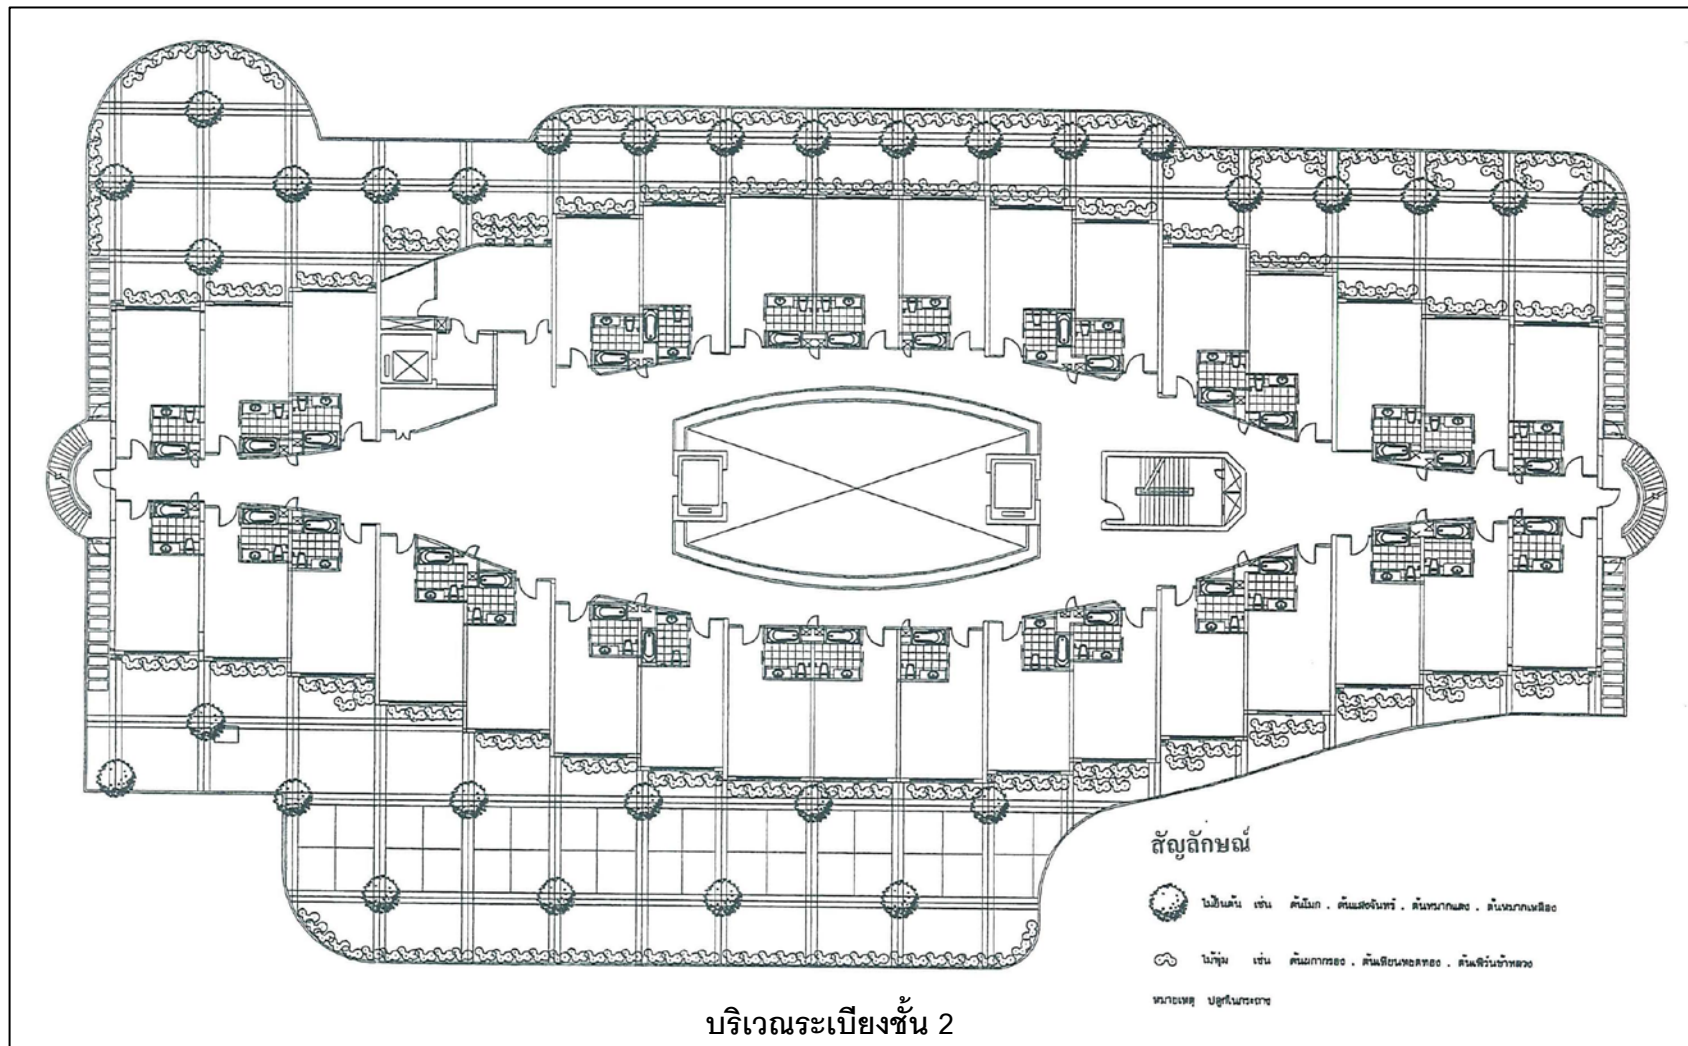 สัญลักษณ์
ไม้ยืนต้น เช่น ต้นโมก . ต้นแสงจันทร์ . ต้นหมากแดง . ต้นหมากเหลือง
ไม้พุ่ม เช่น ต้นผกากรอง . ต้นเทียนหยดทอง . ต้นเฟิร์นข้าหลวง
หมายเหตุ ปลูกในกระถาง
บริเวณระเบียงชั้น 2